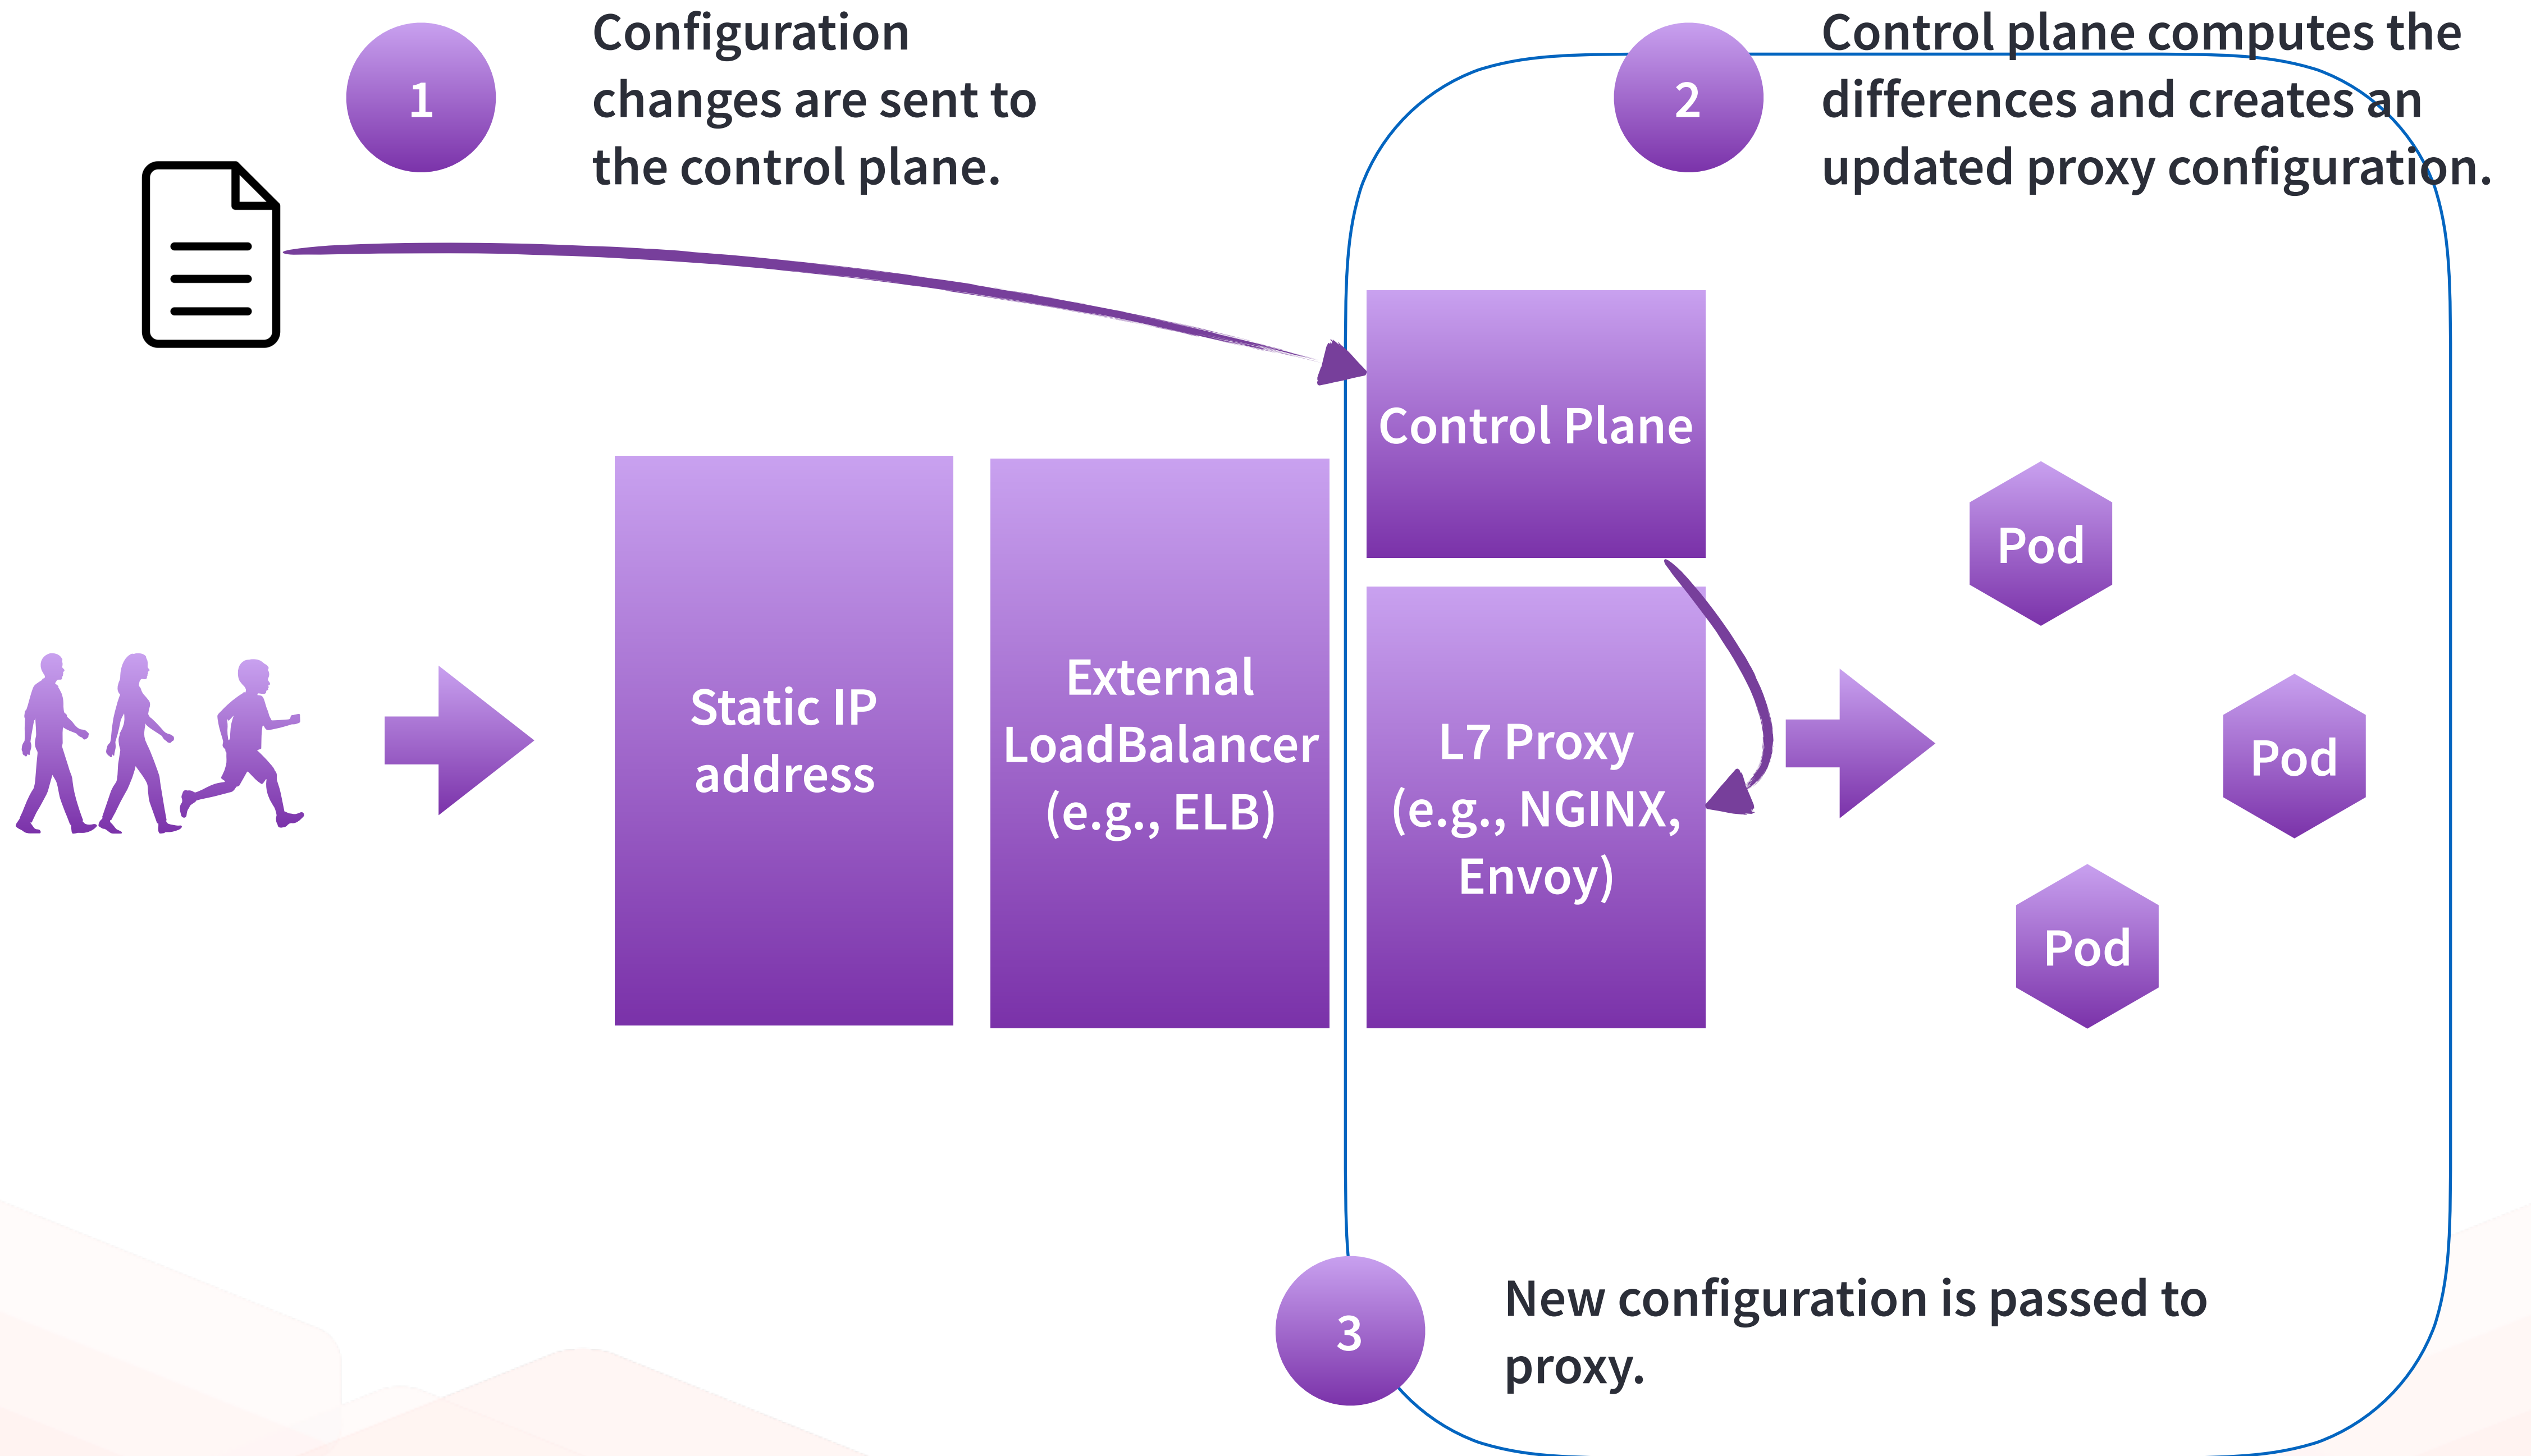 1
Configuration
changes are sent to
the control plane.
2
Control plane computes the
differences and creates an
updated proxy configuration.
Control Plane
Static IP
address
External
LoadBalancer
(e.g., ELB)
L7 Proxy
(e.g., NGINX,
Envoy)
Pod
Pod
Pod
3
New configuration is passed to
proxy.